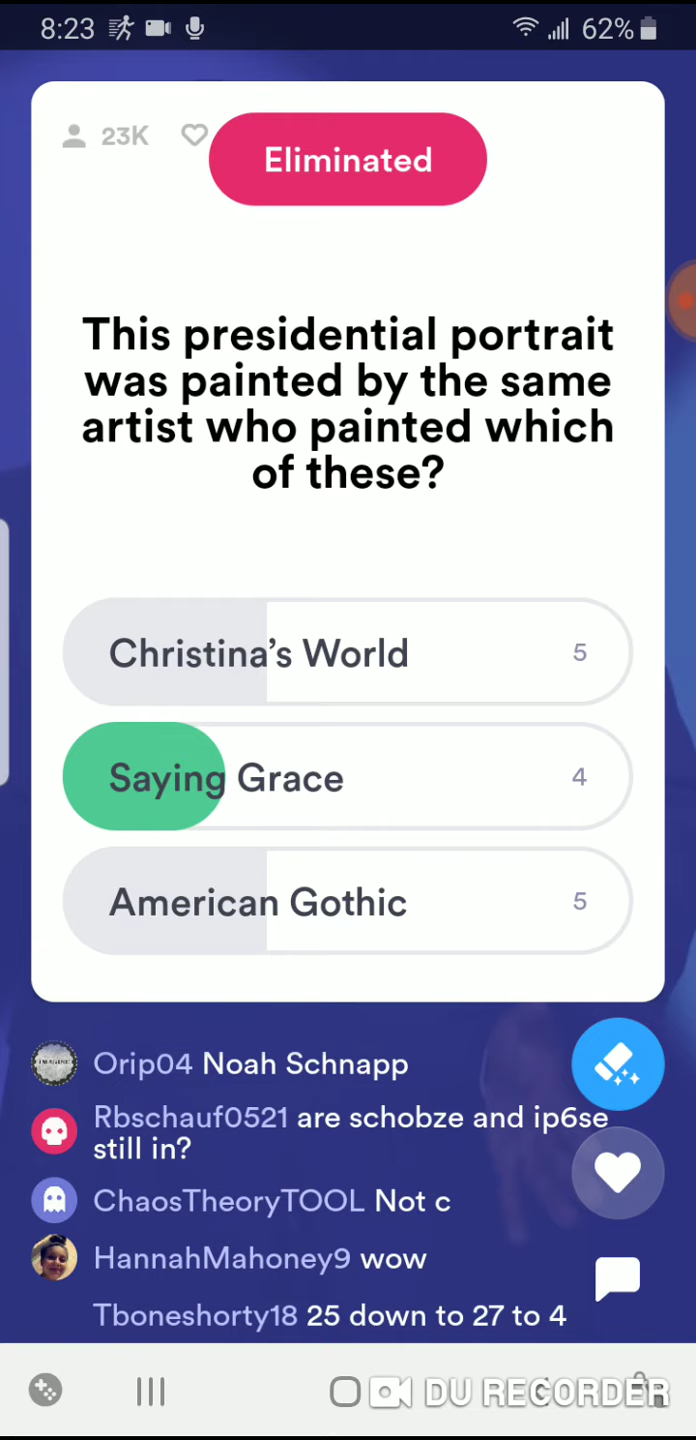 8:23 62%
23K
Eliminated
This presidential portrait
was painted by the same
artist who painted which
of these?
Christina's World 5
Saying Grace 4
American Gothic 5
Orip04 Noah Schnapp
Rbschauf0521 are schobze and ip6se
still in?
ChaosTheoryTOOL Not c
HannahMahoney9 wow
Tboneshorty18 25 down to 27 to 4
DU RECORDER